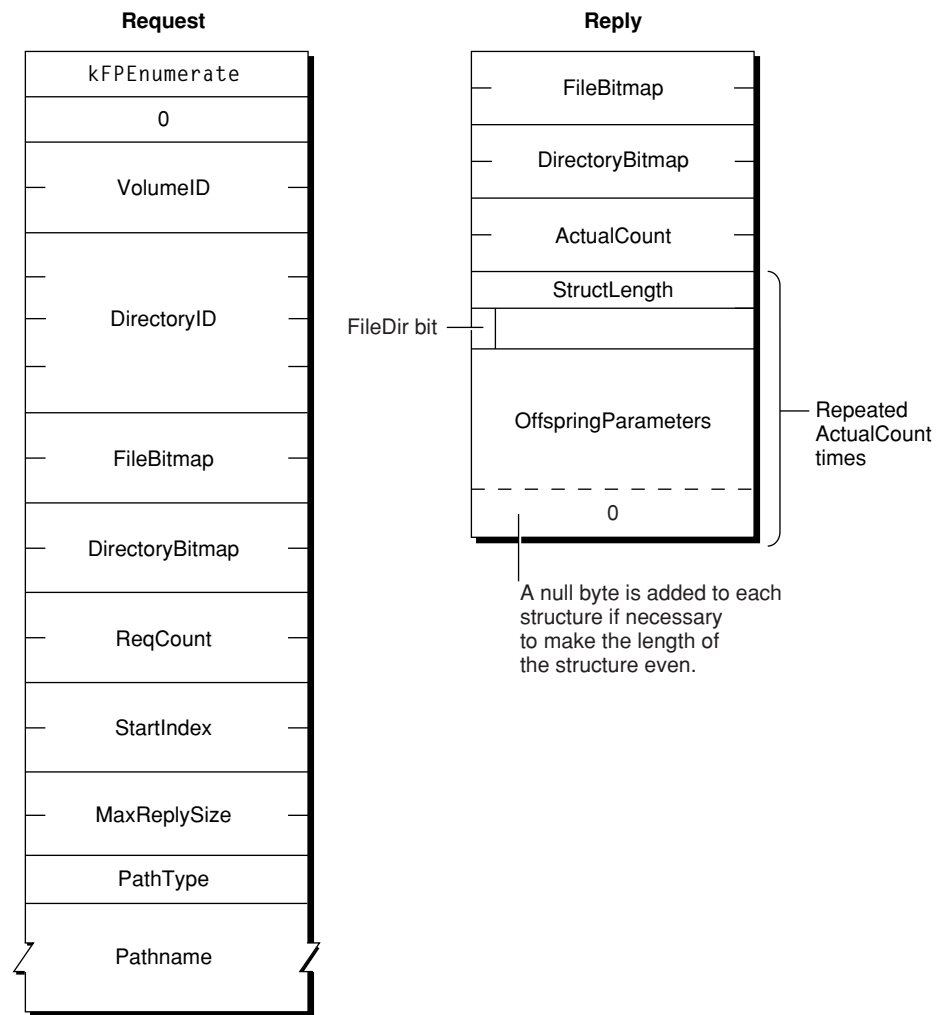 Request
kFPEnumerate
0
VolumeID
DirectoryID
FileBitmap
DirectoryBitmap
ReqCount
StartIndex
MaxReplySize
PathType
Pathname
Reply
FileBitmap
DirectoryBitmap
ActualCount
StructLength
FileDir bit
OffspringParameters
0
Repeated
ActualCount
times
A null byte is added to each
structure if necessary
to make the length of
the structure even.